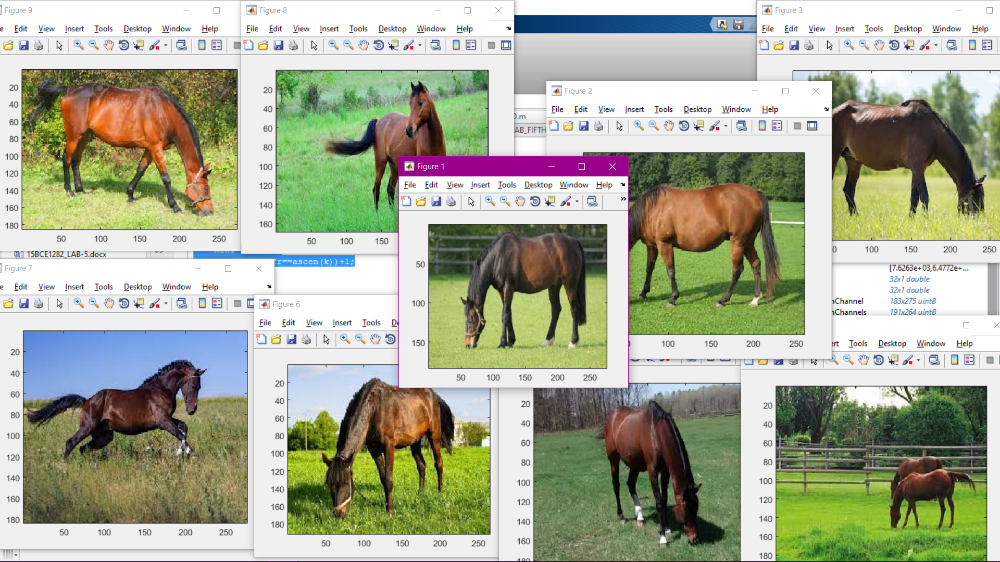 Figure 9
Edit View Insert Tools Desktop Window Help
20
40
60
80
100
120
140
160
180
50 100 150 200 250
Figure 8
File Edit View Insert Tools Desktop Window Help
20
40
60
80
100
120
140
160
50 100 150
Figure 3
File Edit View Insert Tools Desktop Window Help
100 150 200 250
Figure 2
File Edit View Insert Tools Desktop Window Help
100 150 200 250
Figure 1
File Edit View Insert Tools Desktop Window Help
50
100
150
50 100 150 200 250
.m
AB_FIFTH
15BCE1282_LAB-5.docx
r==ascen(k))+1;
[7.6263e+03,6.4772e+...
32x1 double
32x1 double
nChannel 183x275 uint8
nChannels 191x264 uint8
Figure 7
Edit View Insert Tools Desktop Window Help
20
40
60
80
100
120
140
160
180
50 100 150 200 250
Figure 6
File Edit View Insert Tools
20
40
60
80
100
120
140
160
180
50 100 150 200 250
20
40
60
80
100
120
140
160
180
ert Tools Desktop Window Help
20
40
60
80
100
120
140
160
180